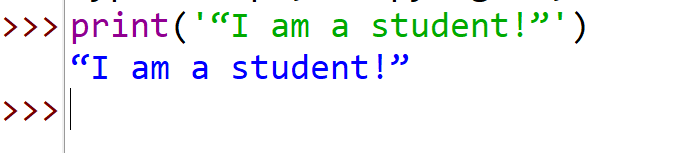 >>> print('“I am a student!”')
“I am a student!”
>>>